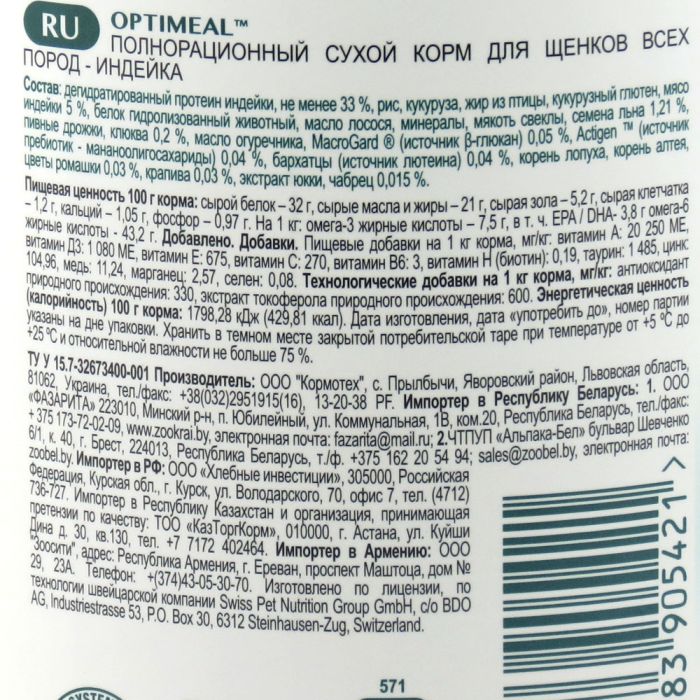 RU OPTIMEAL™
ПОЛНОРАЦИОННЫЙ СУХОЙ КОРМ ДЛЯ ЩЕНКОВ ВСЕХ
ПОРОД - ИНДЕЙКА
Состав: дегидратированный протеин индейки, не менее 33 %, рис, кукуруза, жир из птицы, кукурузный глютен, мясо
индейки 5 %, белок гидролизованный животный, масло лосося, минералы, мякоть свеклы, семена льна 1,21 %,
пивные дрожжи, клюква 0,2 %, масло огуречника, MacroGard ® (источник β-глюкан) 0,05 %, Actigen ™ (источник
пребиотик - мананоолисохариды) 0,04 %, бархатцы (источник лютеина) 0,04 %, корень лопуха, корень алтея,
цветы ромашки 0,03 %, крапива 0,03 %, экстракт юкки, чабрец 0,015 %.
Пищевая ценность 100 г корма: сырой белок – 32 г, сырые масла и жиры – 21 г, сырая зола – 5,2 г, сырая клетчатка
– 1,2 г, кальций – 1,05 г, фосфор – 0,97 г. На 1 кг: омега-3 жирные кислоты – 7,5 г, в т. ч. EPA / DHA- 3,8 г омега-6
жирные кислоты - 43,2 г. Добавлено. Добавки. Пищевые добавки на 1 кг корма, мг/кг: витамин А: 20 250 МЕ,
витамин Д3: 1 080 МЕ, витамин Е: 675, витамин С: 270, витамин В6: 3, витамин Н (биотин): 0,19, таурин: 1 485, цинк:
104,96, медь: 11,24, марганец: 2,57, селен: 0,08. Технологические добавки на 1 кг корма, мг/кг: антиоксидант
природного происхождения: 330, экстракт токоферола природного происхождения: 600. Энергетическая ценность
(калорийность) 100 г корма: 1798,28 кДж (429,81 ккал). Дата изготовления, дата «употребить до», номер партии
указаны на дне упаковки. Хранить в темном месте закрытой потребительской таре при температуре от +5 °С до
+25 °С и относительной влажности не больше 75 %.
ТУ У 15.7-32673400-001 Производитель: ООО "Кормотех", с. Прылбычи, Яворовский район, Львовская область,
81062, Украина, тел./факс: +38(032)2951915(16), 13-20-38 PF. Импортер в Республику Беларусь: 1. ООО
«ФАЗАРИТА» 223010, Минский р-н, п. Юбилейный, ул. Коммунальная, 1В, ком.20, Республика Беларусь, тел./факс:
+ 375 173-72-02-09, www.zookrai.by, электронная почта: fazarita@mail.ru; 2.ЧТПУП «Альпака-Бел» бульвар Шевченко
6/1, к. 40, г. Брест, 224013, Республика Беларусь, т./ф. +375 162 20 54 94; sales@zoobel.by, электронная почта:
zoobel.by. Импортер в РФ: ООО «Хлебные инвестиции», 305000, Российская
Федерация, Курская обл., г. Курск, ул. Володарского, 70, офис 7, тел. (4712)
736-727. Импортер в Республику Казахстан и организация, принимающая
претензии по качеству: ТОО «КазТоргКорм», 010000, г. Астана, ул. Куйши
Дина д. 30, кв.130, тел. +7 7172 402464. Импортер в Армению: ООО
"Зоосити", адрес: Республика Армения, г. Ереван, проспект Маштоца, дом №
29, 23А. Телефон: +(374)43-05-30-70. Изготовлено по лицензии, по
технологии швейцарской компании Swiss Pet Nutrition Group GmbH, c/o BDO
AG, Industriestrasse 53, P.O. Box 30, 6312 Steinhausen-Zug, Switzerland.
83905421>
SYSTEM
571